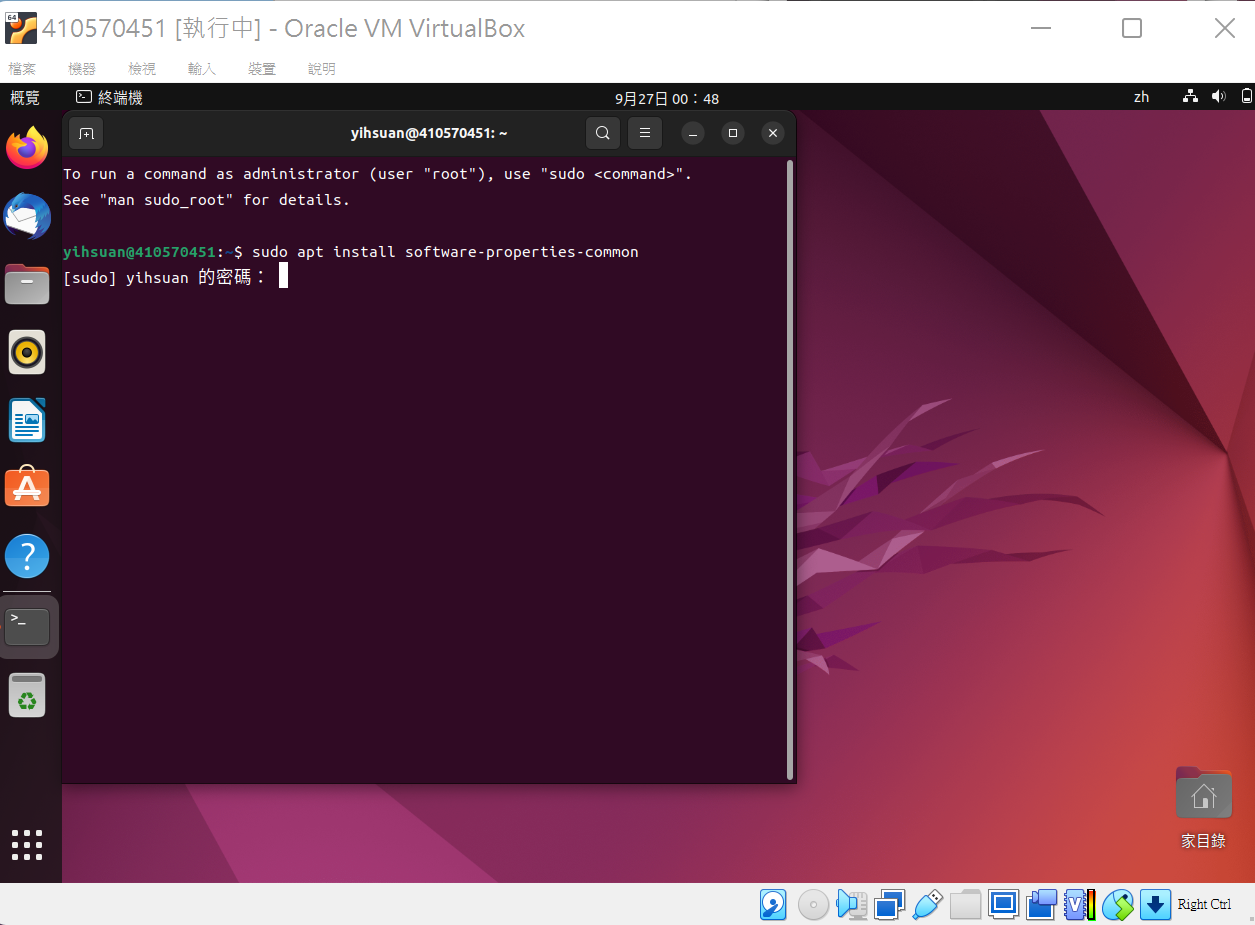 64
410570451 [執行中] - Oracle VM VirtualBox
檔案 機器 檢視 輸入 裝置 說明
概覽 終端機 9月27日 00：48 zh
yihsuan@410570451: ~
To run a command as administrator (user "root"), use "sudo <command>".
See "man sudo_root" for details.
yihsuan@410570451:~$ sudo apt install software-properties-common
[sudo] yihsuan 的密碼：
家目錄
Right Ctrl